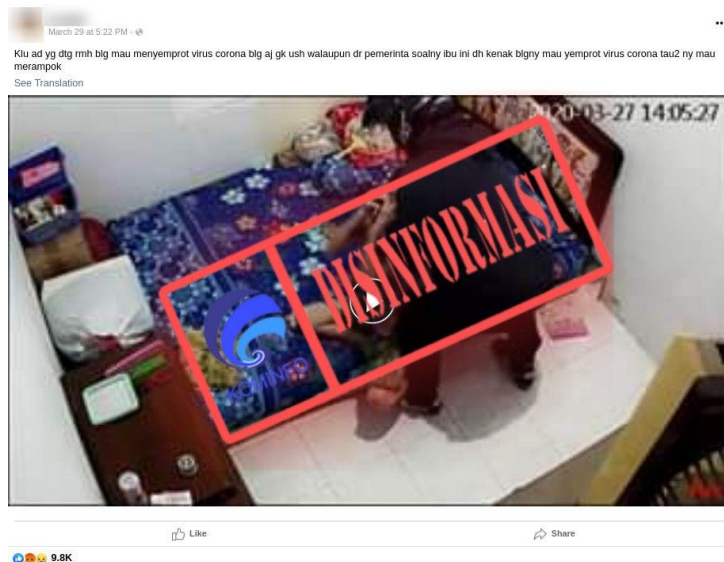 March 29 at 5:22 PM
Klu ad yg dtg rmh blg mau menyemprot virus corona blg aj gk ush walaupun dr pemerinta soalny ibu ini dh kenak blgny mau yemprot virus corona tau2 ny mau
merampok
See Translation
2020-03-27 14:05:27
DISINFORMASI
KOMINFO
Like
Share
9.8K